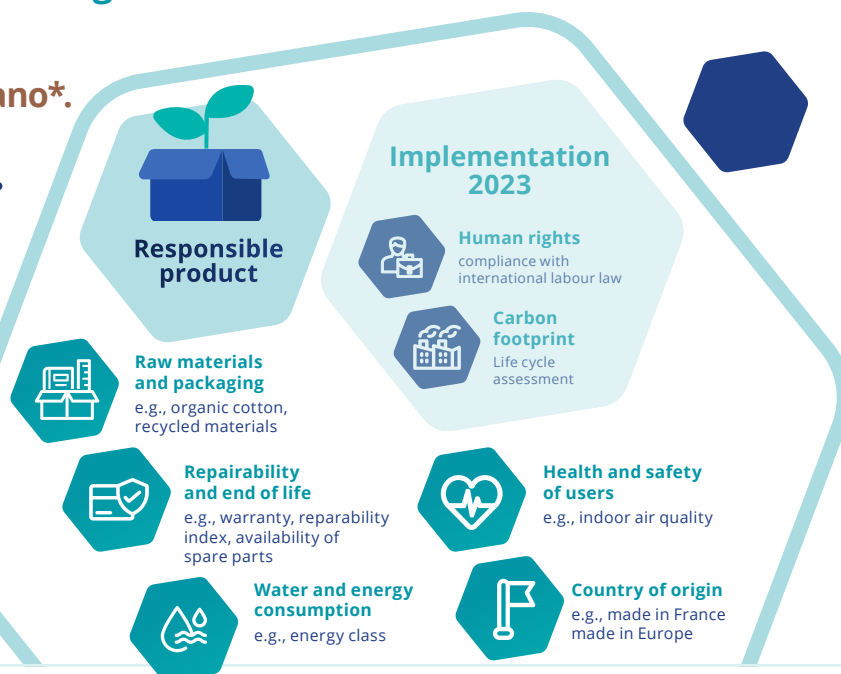 ano*.
Responsible
product
Implementation
2023
Human rights
compliance with
international labour law
Carbon
footprint
Life cycle
assessment
Raw materials
and packaging
e.g., organic cotton,
recycled materials
Repairability
and end of life
e.g., warranty, reparability
index, availability of
spare parts
Health and safety
of users
e.g., indoor air quality
Water and energy
consumption
e.g., energy class
Country of origin
e.g., made in France
made in Europe